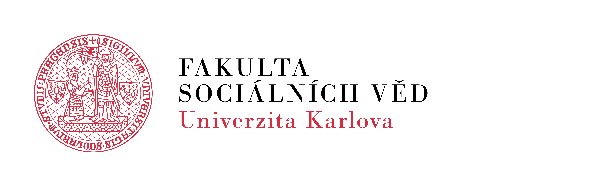 FAKULTA
SOCIÁLNÍCH VĚD
Univerzita Karlova